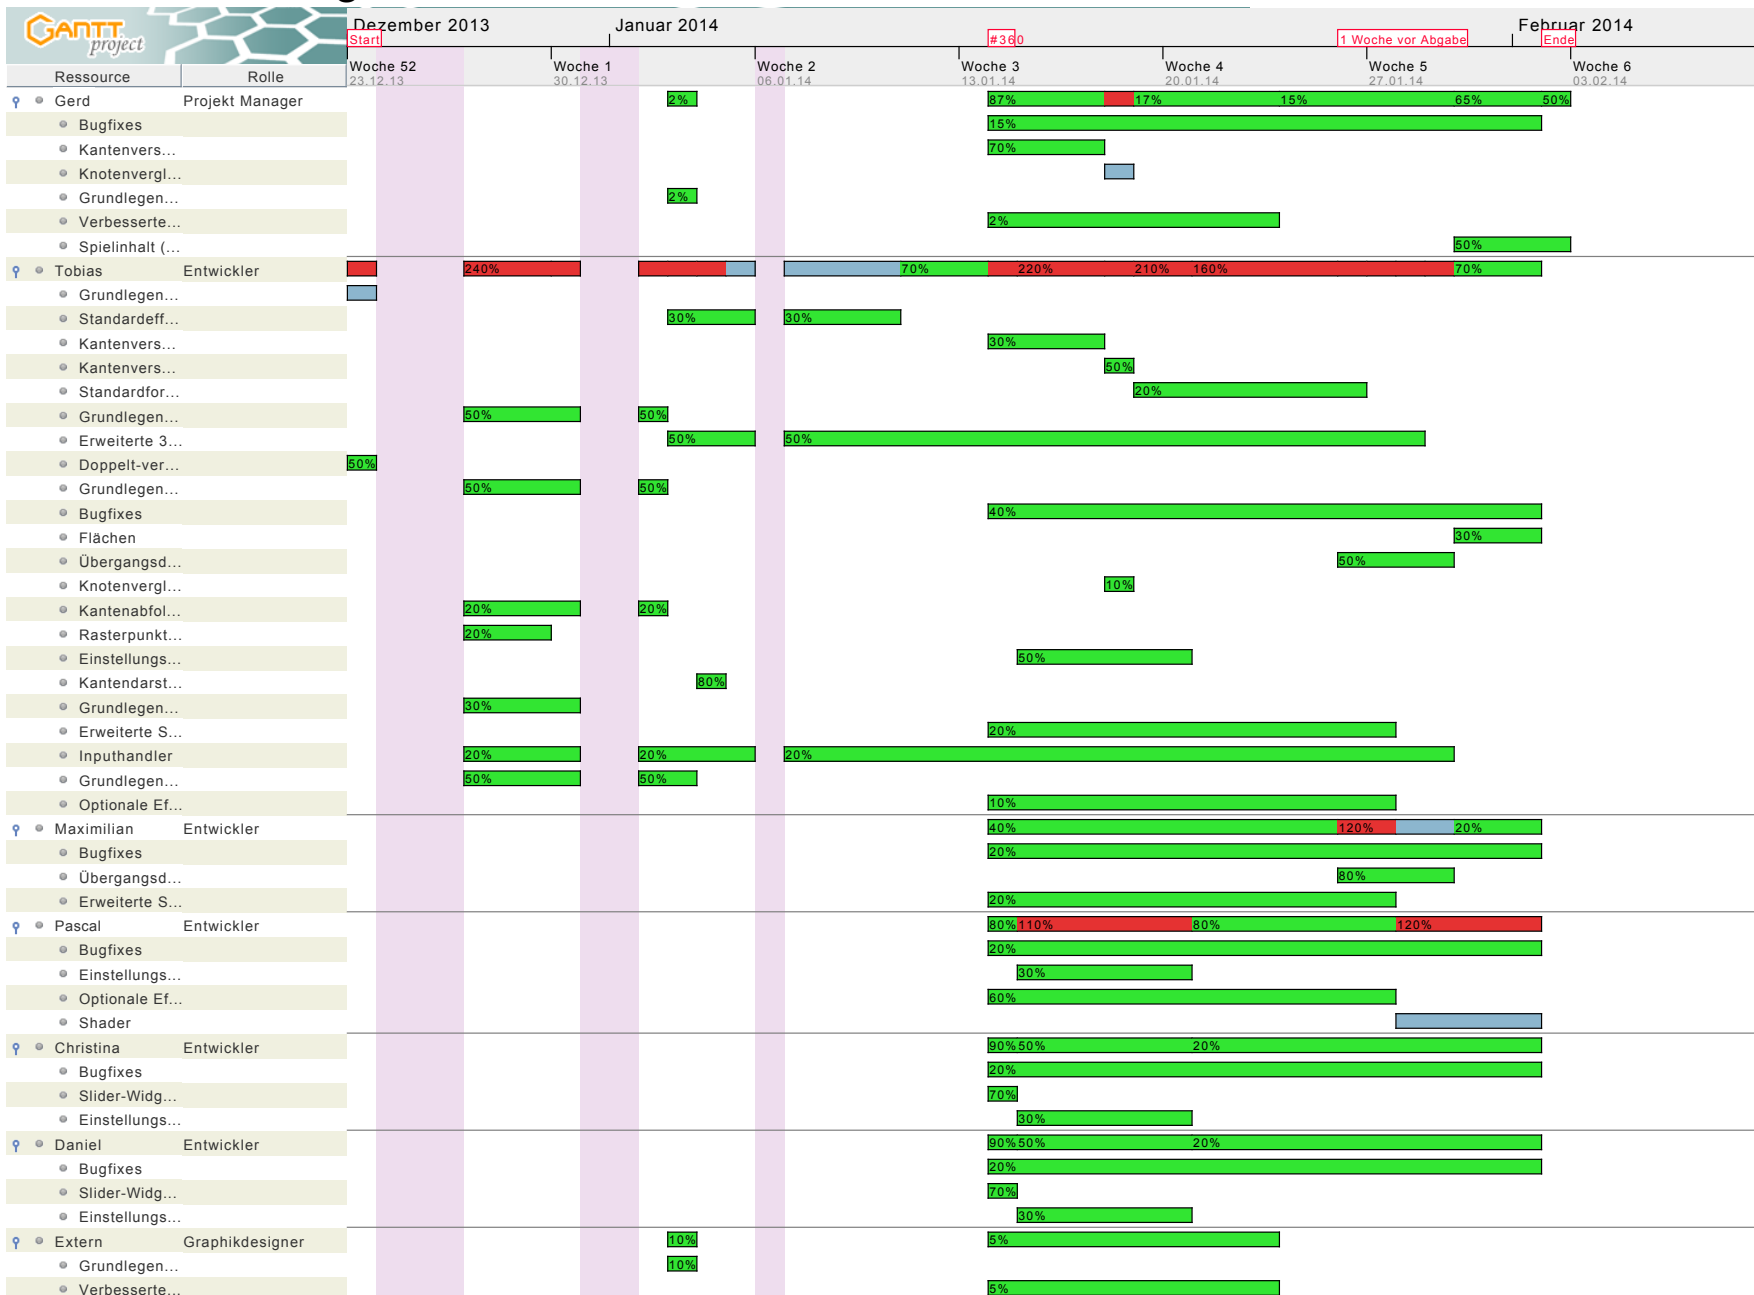 GANTT
project
Dezember 2013 Januar 2014 Februar 2014
Start #360 1 Woche vor Abgabe Ende
Ressource Rolle
Woche 52 Woche 1 Woche 2 Woche 3 Woche 4 Woche 5 Woche 6
23.12.13 30.12.13 06.01.14 13.01.14 20.01.14 27.01.14 03.02.14
Gerd Projekt Manager 2% 87% 17% 15% 65% 50%
Bugfixes 15%
Kantenvers... 70%
Knotenvergl...
Grundlegen... 2%
Verbesserte... 2%
Spielinhalt (... 50%
Tobias Entwickler 240% 70% 220% 210% 160% 70%
Grundlegen...
Standardeff... 30% 30%
Kantenvers... 30%
Kantenvers... 50%
Standardfor... 20%
Grundlegen... 50% 50%
Erweiterte 3... 50% 50%
Doppelt-ver... 50%
Grundlegen... 50% 50%
Bugfixes 40%
Flächen 30%
Übergangsd... 50%
Knotenvergl... 10%
Kantenabfol... 20% 20%
Rasterpunkt... 20%
Einstellungs... 50%
Kantendarst... 80%
Grundlegen... 30%
Erweiterte S... 20%
Inputhandler 20% 20% 20%
Grundlegen... 50% 50%
Optionale Ef... 10%
Maximilian Entwickler 40% 120% 20%
Bugfixes 20%
Übergangsd... 80%
Erweiterte S... 20%
Pascal Entwickler 80% 110% 80% 120%
Bugfixes 20%
Einstellungs... 30%
Optionale Ef... 60%
Shader
Christina Entwickler 90% 50% 20%
Bugfixes 20%
Slider-Widg... 70%
Einstellungs... 30%
Daniel Entwickler 90% 50% 20%
Bugfixes 20%
Slider-Widg... 70%
Einstellungs... 30%
Extern Graphikdesigner 10% 5%
Grundlegen... 10%
Verbesserte... 5%